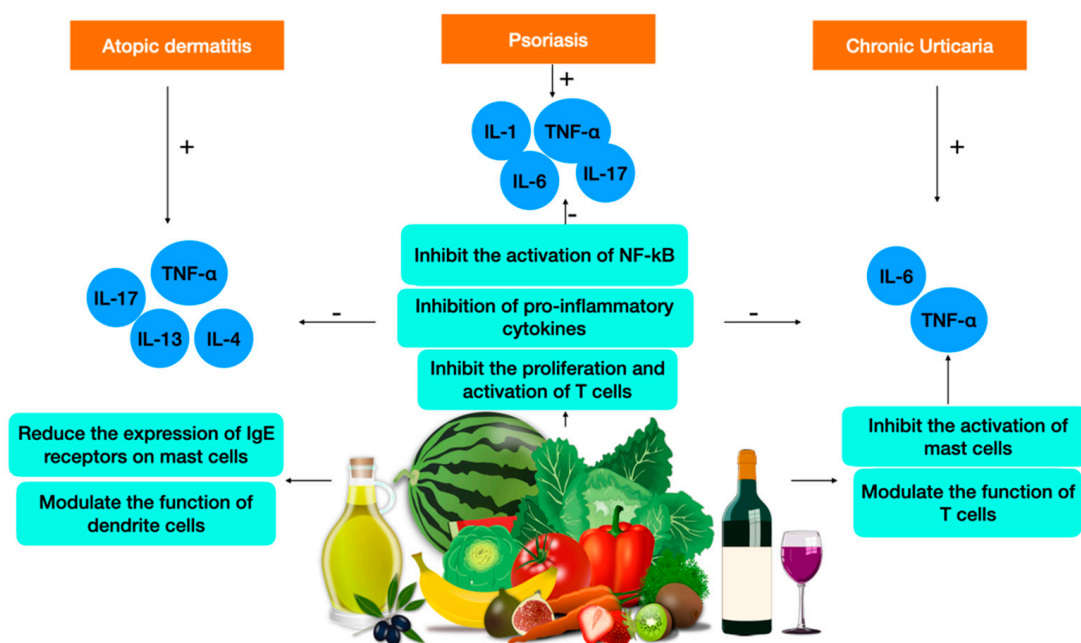 Atopic dermatitis
Psoriasis
Chronic Urticaria
+
+
+
IL-1
TNF-α
IL-6
IL-17
-
TNF-α
IL-17
IL-13
IL-4
-
Inhibit the activation of NF-kB
Inhibition of pro-inflammatory
cytokines
Inhibit the proliferation and
activation of T cells
-
IL-6
TNF-α
Reduce the expression of IgE
receptors on mast cells
Modulate the function of
dendrite cells
Inhibit the activation of
mast cells
Modulate the function of
T cells